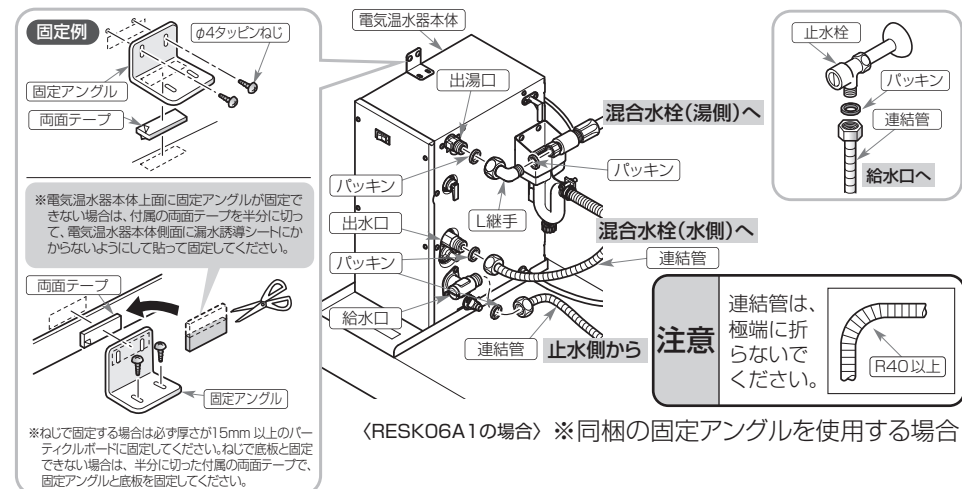 固定例
φ4タッピンねじ
固定アングル
両面テープ
※電気温水器本体上面に固定アングルが固定で
きない場合は、付属の両面テープを半分に切っ
て、電気温水器本体側面に漏水誘導シートにか
からないようにして貼って固定してください。
両面テープ
固定アングル
※ねじで固定する場合は必ず厚さが15mm 以上のパー
ティクルボードに固定してください。ねじで底板と固定
できない場合は、半分に切った付属の両面テープで、
固定アングルと底板を固定してください。
電気温水器本体
出湯口
混合水栓(湯側)へ
パッキン
パッキン
L継手
出水口
混合水栓(水側)へ
連結管
パッキン
給水口
連結管
止水側から
止水栓
パッキン
連結管
給水口へ
注意
連結管は、
極端に折
らないで
ください。
R40以上
〈RESK06A1の場合〉 ※同梱の固定アングルを使用する場合